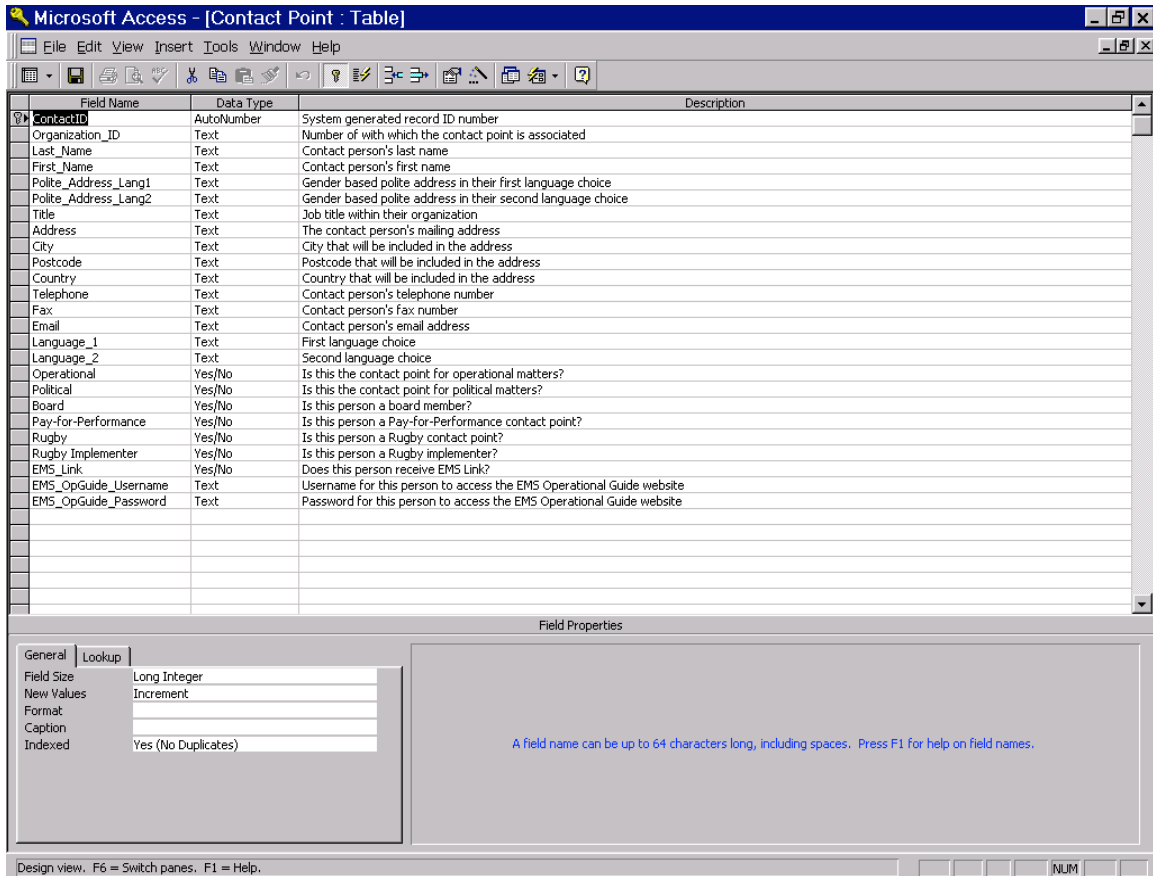 Microsoft Access - [Contact Point : Table]
File Edit View Insert Tools Window Help
Field Name Data Type Description
ContactID AutoNumber System generated record ID number
Organization_ID Text Number of with which the contact point is associated
Last_Name Text Contact person's last name
First_Name Text Contact person's first name
Polite_Address_Lang1 Text Gender based polite address in their first language choice
Polite_Address_Lang2 Text Gender based polite address in their second language choice
Title Text Job title within their organization
Address Text The contact person's mailing address
City Text City that will be included in the address
Postcode Text Postcode that will be included in the address
Country Text Country that will be included in the address
Telephone Text Contact person's telephone number
Fax Text Contact person's fax number
Email Text Contact person's email address
Language_1 Text First language choice
Language_2 Text Second language choice
Operational Yes/No Is this the contact point for operational matters?
Political Yes/No Is this the contact point for political matters?
Board Yes/No Is this person a board member?
Pay-for-Performance Yes/No Is this person a Pay-for-Performance contact point?
Rugby Yes/No Is this person a Rugby contact point?
Rugby Implementer Yes/No Is this person a Rugby implementer?
EMS_Link Yes/No Does this person receive EMS Link?
EMS_OpGuide_Username Text Username for this person to access the EMS Operational Guide website
EMS_OpGuide_Password Text Password for this person to access the EMS Operational Guide website
Field Properties
General Lookup
Field Size Long Integer
New Values Increment
Format
Caption
Indexed Yes (No Duplicates)
A field name can be up to 64 characters long, including spaces. Press F1 for help on field names.
Design view. F6 = Switch panes. F1 = Help. NUM